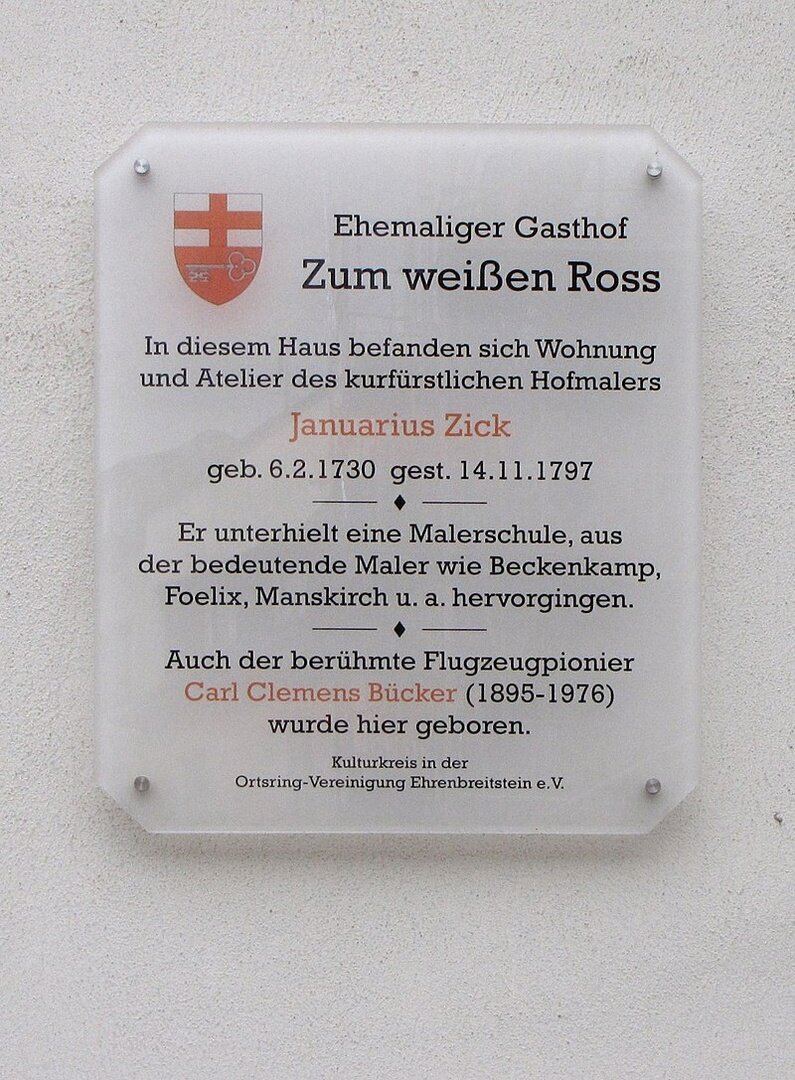 Ehemaliger Gasthof
Zum weißen Ross
In diesem Haus befanden sich Wohnung
und Atelier des kurfürstlichen Hofmalers
Januarius Zick
geb. 6.2.1730 gest. 14.11.1797
Er unterhielt eine Malerschule, aus
der bedeutende Maler wie Beckenkamp,
Foelix, Manskirch u. a. hervorgingen.
Auch der berühmte Flugzeugpionier
Carl Clemens Bücker (1895-1976)
wurde hier geboren.
Kulturkreis in der
Ortsring-Vereinigung Ehrenbreitstein e.V.